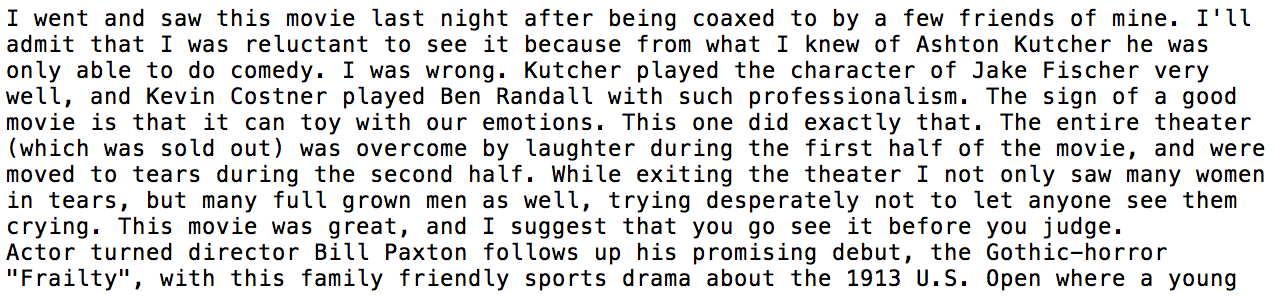 I went and saw this movie last night after being coaxed to by a few friends of mine. I'll
admit that I was reluctant to see it because from what I knew of Ashton Kutcher he was
only able to do comedy. I was wrong. Kutcher played the character of Jake Fischer very
well, and Kevin Costner played Ben Randall with such professionalism. The sign of a good
movie is that it can toy with our emotions. This one did exactly that. The entire theater
(which was sold out) was overcome by laughter during the first half of the movie, and were
moved to tears during the second half. While exiting the theater I not only saw many women
in tears, but many full grown men as well, trying desperately not to let anyone see them
crying. This movie was great, and I suggest that you go see it before you judge.
Actor turned director Bill Paxton follows up his promising debut, the Gothic-horror
"Frailty", with this family friendly sports drama about the 1913 U.S. Open where a young